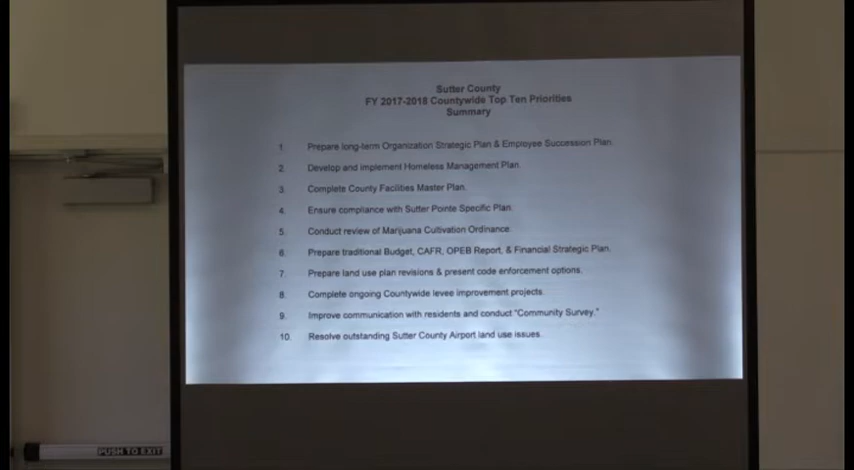 Sutter County
FY 2017-2018 Countywide Top Ten Priorities
Summary
1. Prepare long-term Organization Strategic Plan & Employee Succession Plan.
2. Develop and implement Homeless Management Plan.
3. Complete County Facilities Master Plan.
4. Ensure compliance with Sutter Pointe Specific Plan.
5. Conduct review of Marijuana Cultivation Ordinance.
6. Prepare traditional Budget, CAFR, OPEB Report, & Financial Strategic Plan.
7. Prepare land use plan revisions & present code enforcement options.
8. Complete ongoing Countywide levee improvement projects.
9. Improve communication with residents and conduct "Community Survey."
10. Resolve outstanding Sutter County Airport land use issues.
PUSH TO EXIT